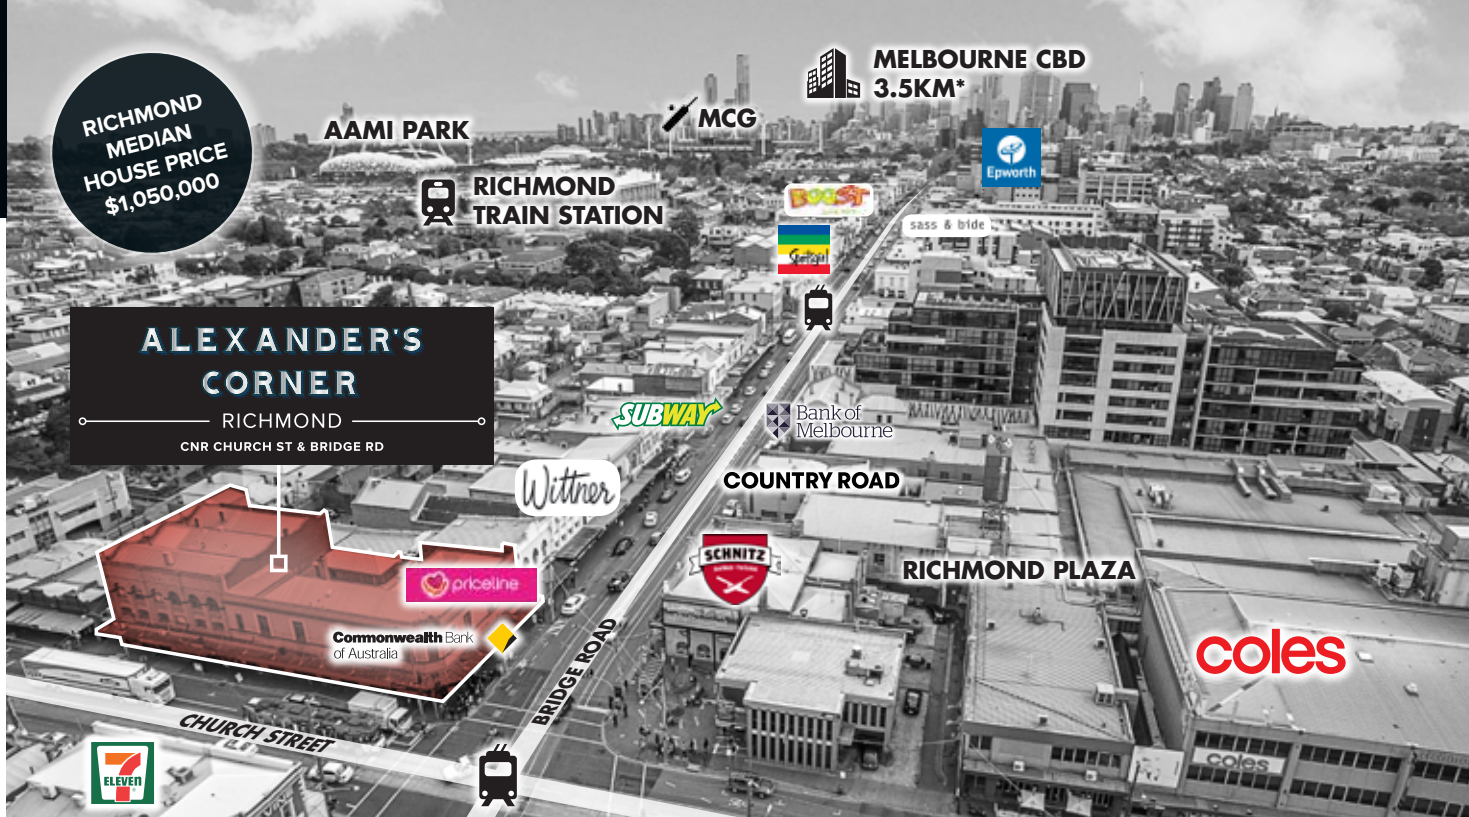 RICHMOND
MEDIAN
HOUSE PRICE
$1,050,000
AAMI PARK
RICHMOND
TRAIN STATION
MCG
MELBOURNE CBD
3.5KM*
Epworth
BOOST
sass & bide
Spotlight
ALEXANDER'S
CORNER
RICHMOND
CNR CHURCH ST & BRIDGE RD
SUBWAY
Bank of
Melbourne
Wittner
COUNTRY ROAD
SCHNITZ
RICHMOND PLAZA
priceline
CommonwealthBank
of Australia
coles
BRIDGE ROAD
CHURCH STREET
7
ELEVEN
coles